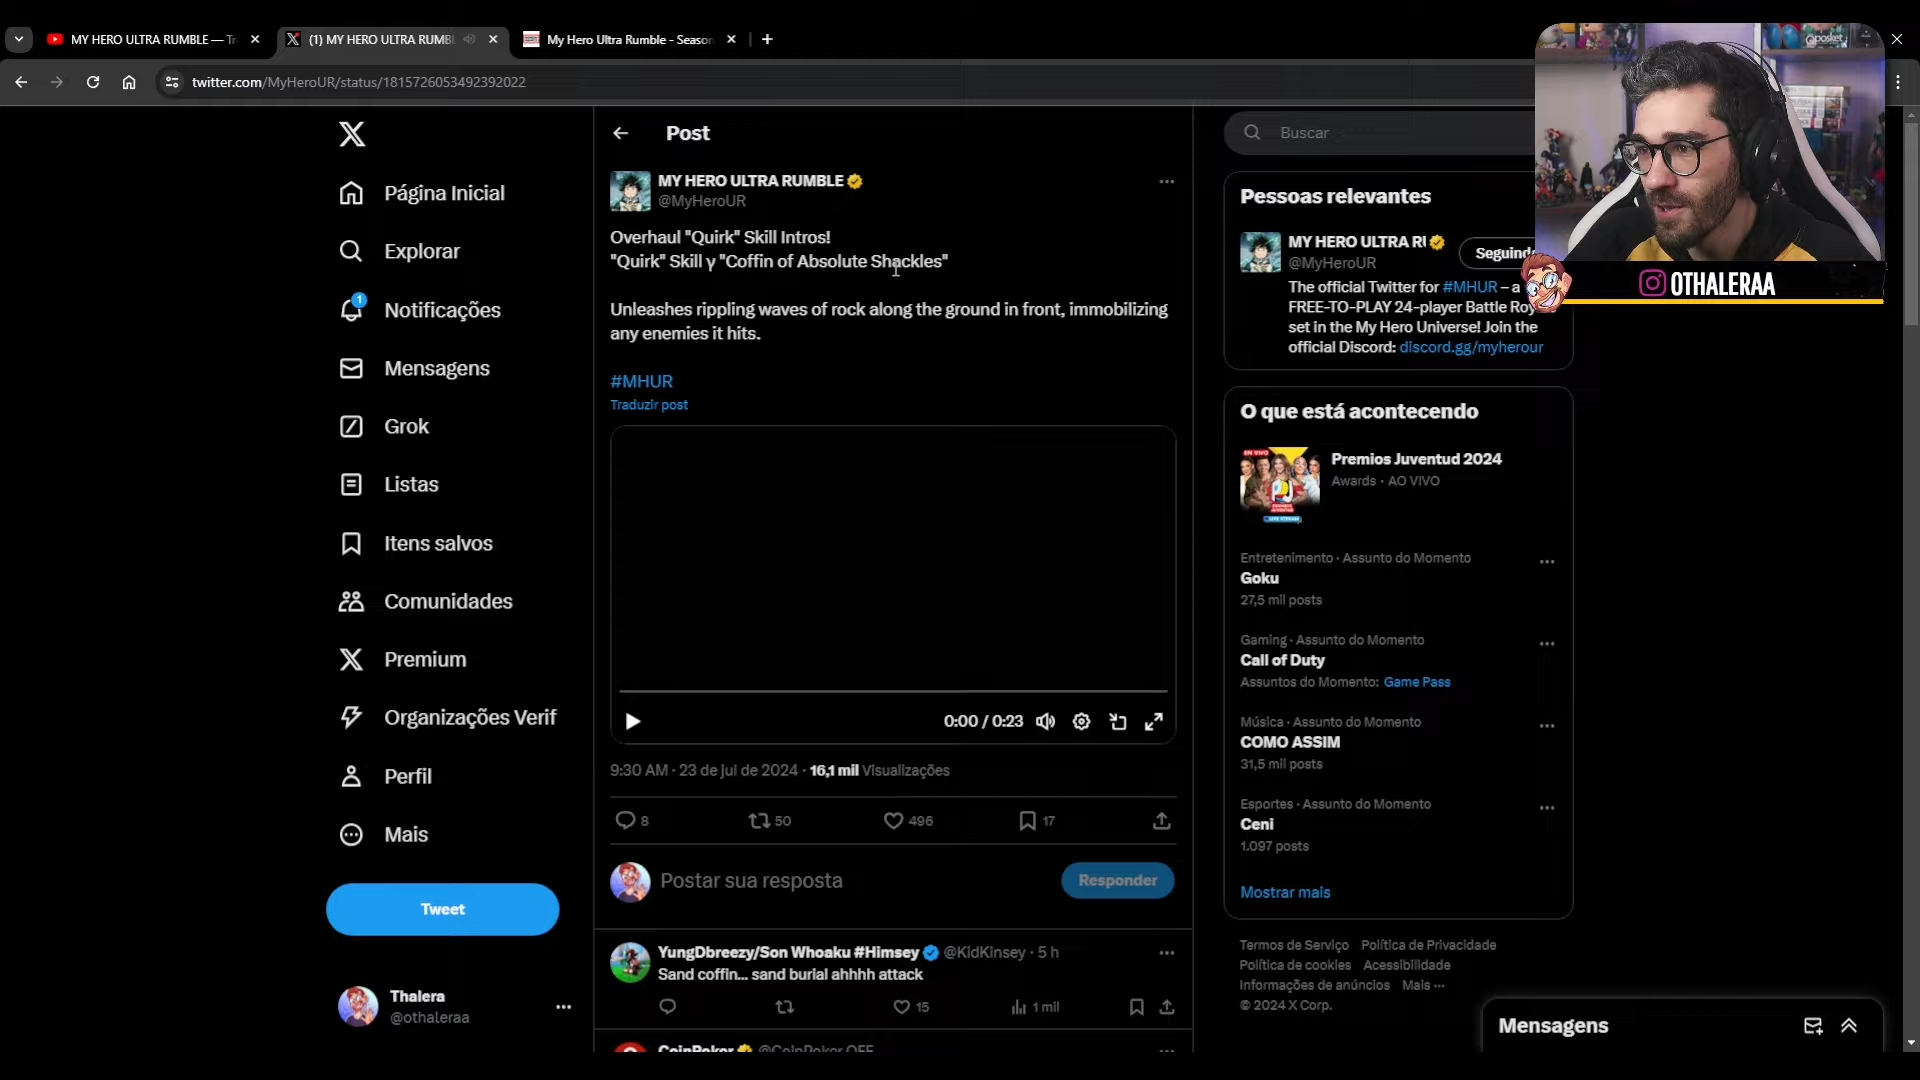 MY HERO ULTRA RUMBLE — Tr
(1) MY HERO ULTRA RUMB
My Hero Ultra Rumble - Season
twitter.com/MyHeroUR/status/1815726053492392022
Página Inicial
Explorar
1
Notificações
Mensagens
Grok
Listas
Itens salvos
Comunidades
Premium
Organizações Verif
Perfil
Mais
Tweet
Thalera
@othaleraa
Post
MY HERO ULTRA RUMBLE
@MyHeroUR
Overhaul "Quirk" Skill Intros!
"Quirk" Skill γ "Coffin of Absolute Shackles"
Unleashes rippling waves of rock along the ground in front, immobilizing
any enemies it hits.
#MHUR
Traduzir post
0:00 / 0:23
9:30 AM · 23 de jul de 2024 · 16,1 mil Visualizações
8 50 496 17
Postar sua resposta
Responder
YungDbreezy/Son Whoaku #Himsey @KidKinsey · 5 h
Sand coffin... sand burial ahhhh attack
15 1 mil
CoinPoker @CoinPoker_OFF
Buscar
Pessoas relevantes
MY HERO ULTRA RU
@MyHeroUR
Seguindo
The official Twitter for #MHUR – a
FREE-TO-PLAY 24-player Battle Roy
set in the My Hero Universe! Join the
official Discord: discord.gg/myherour
O que está acontecendo
EN VIVO
PJ
Premios Juventud 2024
Awards · AO VIVO
Entretenimento · Assunto do Momento
Goku
27,5 mil posts
Gaming · Assunto do Momento
Call of Duty
Assuntos do Momento: Game Pass
Música · Assunto do Momento
COMO ASSIM
31,5 mil posts
Esportes · Assunto do Momento
Ceni
1.097 posts
Mostrar mais
Termos de Serviço Política de Privacidade
Política de cookies Acessibilidade
Informações de anúncios Mais ···
© 2024 X Corp.
Mensagens
OTHALERAA